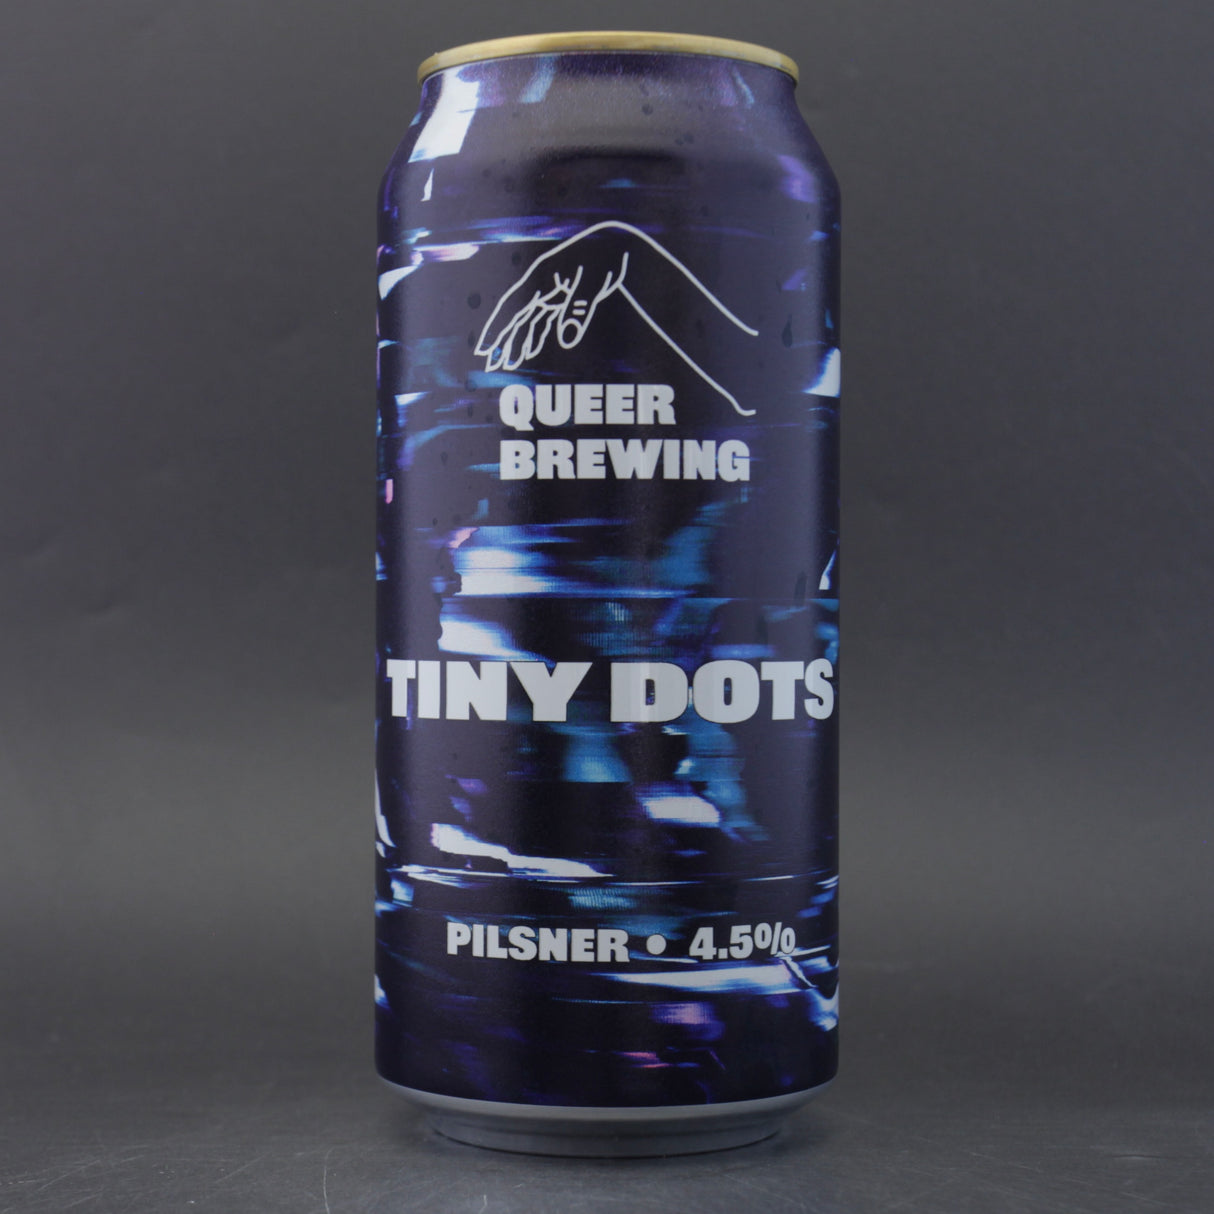 QUEER
BREWING
TINY DOTS
PILSNER • 4.5%